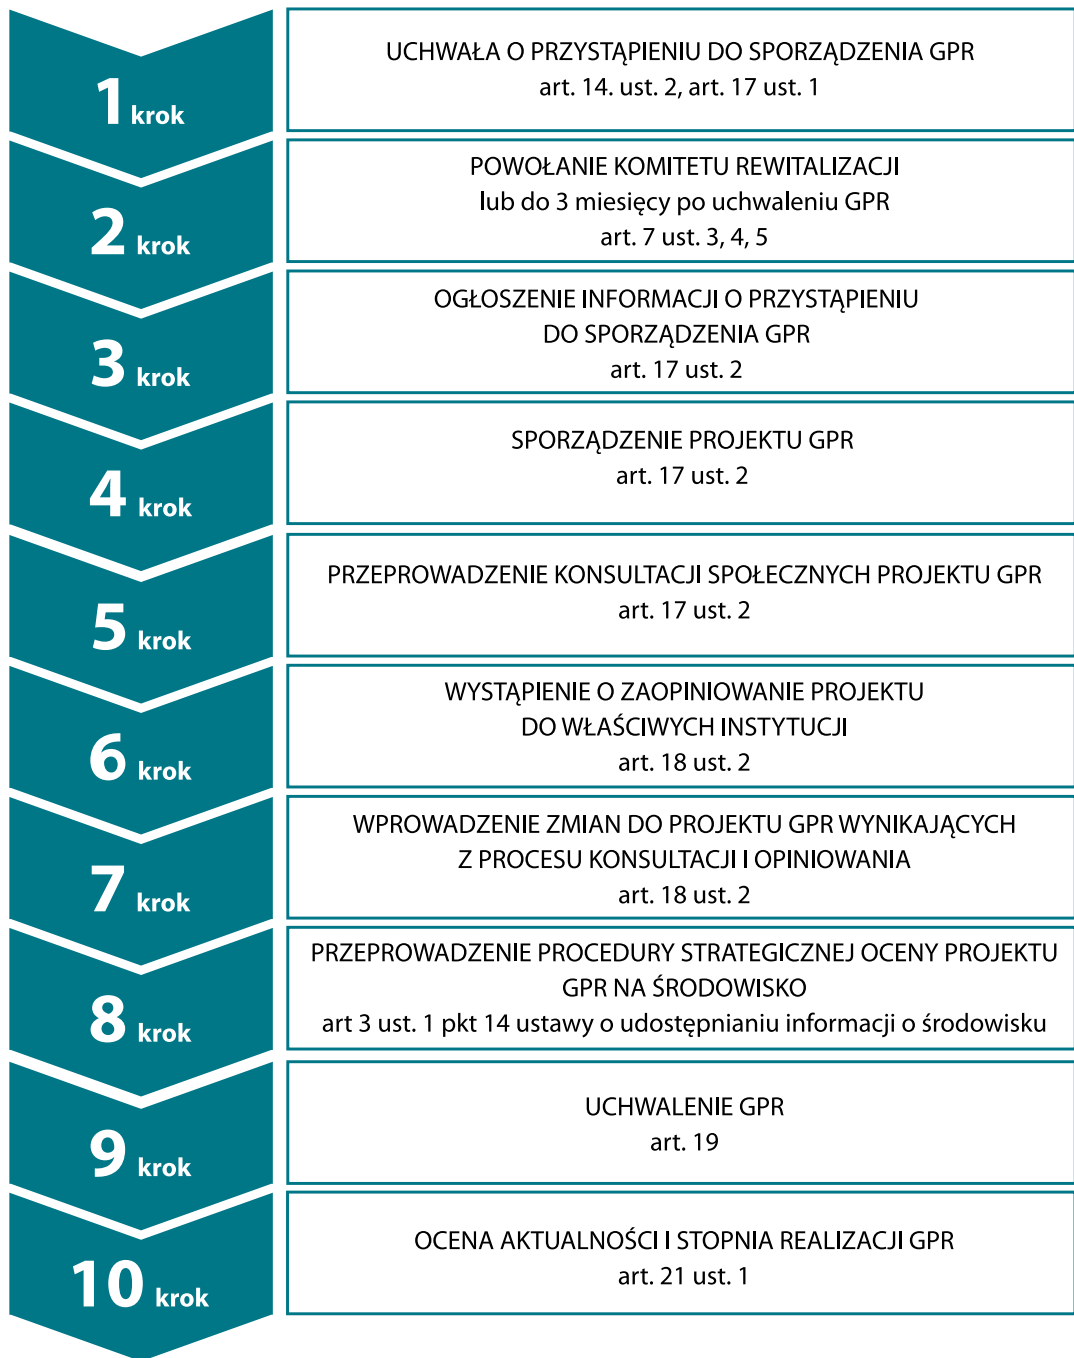 1 krok
UCHWAŁA O PRZYSTĄPIENIU DO SPORZĄDZENIA GPR
art. 14. ust. 2, art. 17 ust. 1
2 krok
POWOŁANIE KOMITETU REWITALIZACJI
lub do 3 miesięcy po uchwaleniu GPR
art. 7 ust. 3, 4, 5
3 krok
OGŁOSZENIE INFORMACJI O PRZYSTĄPIENIU
DO SPORZĄDZENIA GPR
art. 17 ust. 2
4 krok
SPORZĄDZENIE PROJEKTU GPR
art. 17 ust. 2
5 krok
PRZEPROWADZENIE KONSULTACJI SPOŁECZNYCH PROJEKTU GPR
art. 17 ust. 2
6 krok
WYSTĄPIENIE O ZAOPINIOWANIE PROJEKTU
DO WŁAŚCIWYCH INSTYTUCJI
art. 18 ust. 2
7 krok
WPROWADZENIE ZMIAN DO PROJEKTU GPR WYNIKAJĄCYCH
Z PROCESU KONSULTACJI I OPINIOWANIA
art. 18 ust. 2
8 krok
PRZEPROWADZENIE PROCEDURY STRATEGICZNEJ OCENY PROJEKTU
GPR NA ŚRODOWISKO
art 3 ust. 1 pkt 14 ustawy o udostępnianiu informacji o środowisku
9 krok
UCHWALENIE GPR
art. 19
10 krok
OCENA AKTUALNOŚCI I STOPNIA REALIZACJI GPR
art. 21 ust. 1